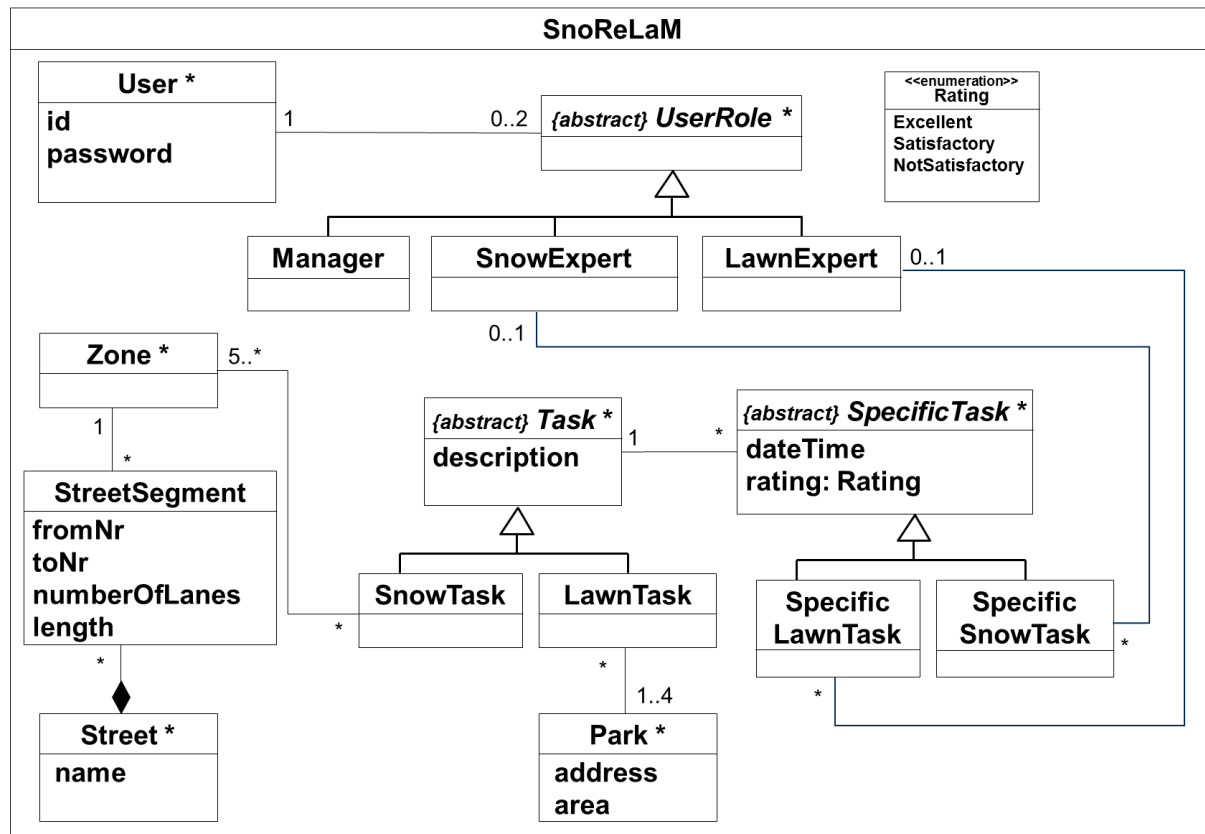 SnoReLaM
User *
id
password
1
0..2
{abstract} UserRole *
<<enumeration>>
Rating
Excellent
Satisfactory
NotSatisfactory
Manager
SnowExpert
LawnExpert
0..1
0..1
Zone *
5..*
1
*
{abstract} Task *
description
1
*
{abstract} SpecificTask *
dateTime
rating: Rating
StreetSegment
fromNr
toNr
numberOfLanes
length
*
SnowTask
*
LawnTask
*
1..4
Specific
LawnTask
*
Specific
SnowTask
*
Street *
name
Park *
address
area